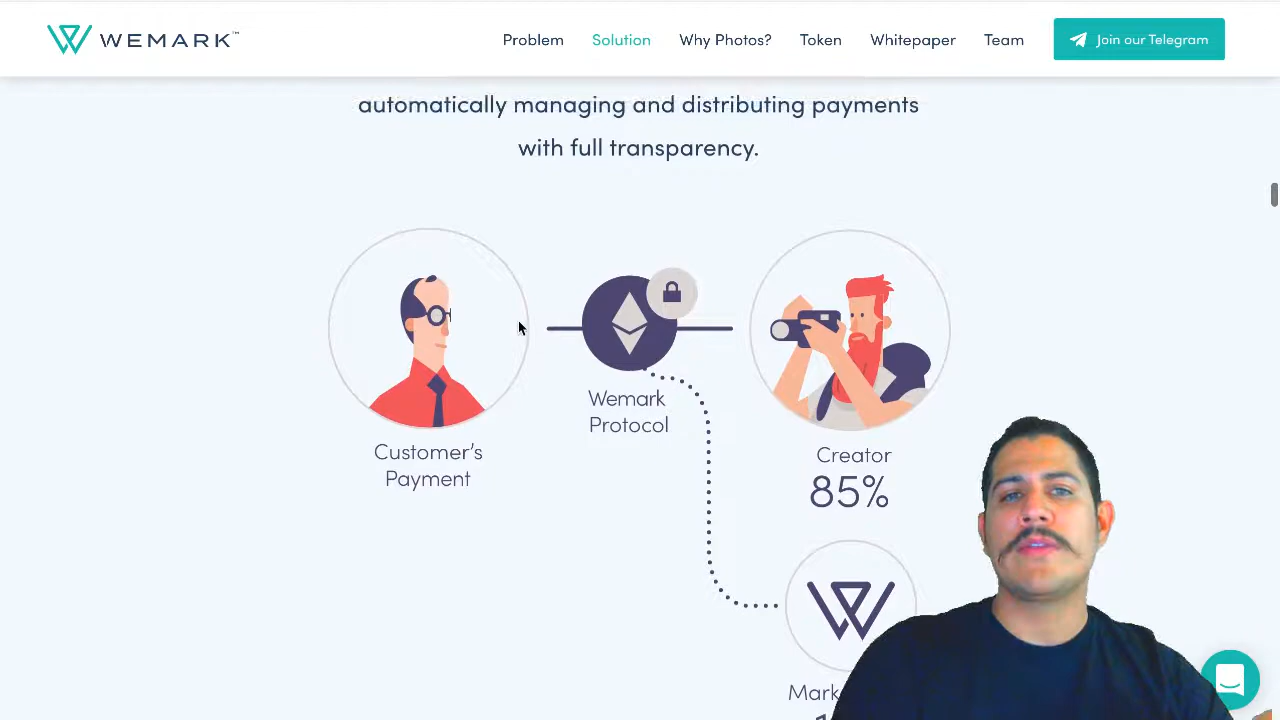 WEMARK™
Problem
Solution
Why Photos?
Token
Whitepaper
Team
Join our Telegram
automatically managing and distributing payments
with full transparency.
Wemark
Protocol
Customer's
Payment
Creator
85%